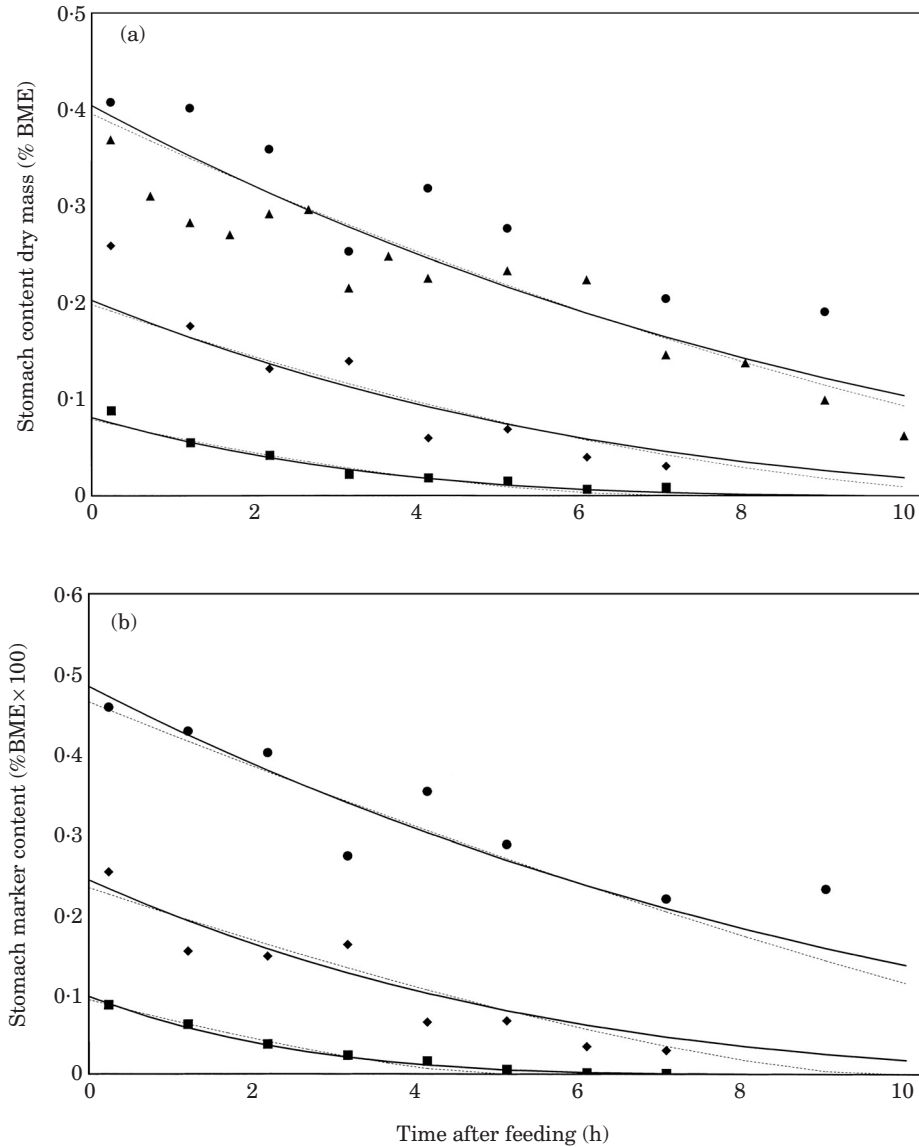 0·5
(a)
0·4
0·3
0·2
0·1
0
Stomach content dry mass (% BME)
0 2 4 6 8 10
0·6
(b)
0·5
0·4
0·3
0·2
0·1
0
Stomach marker content (%BME×100)
0 2 4 6 8 10
Time after feeding (h)